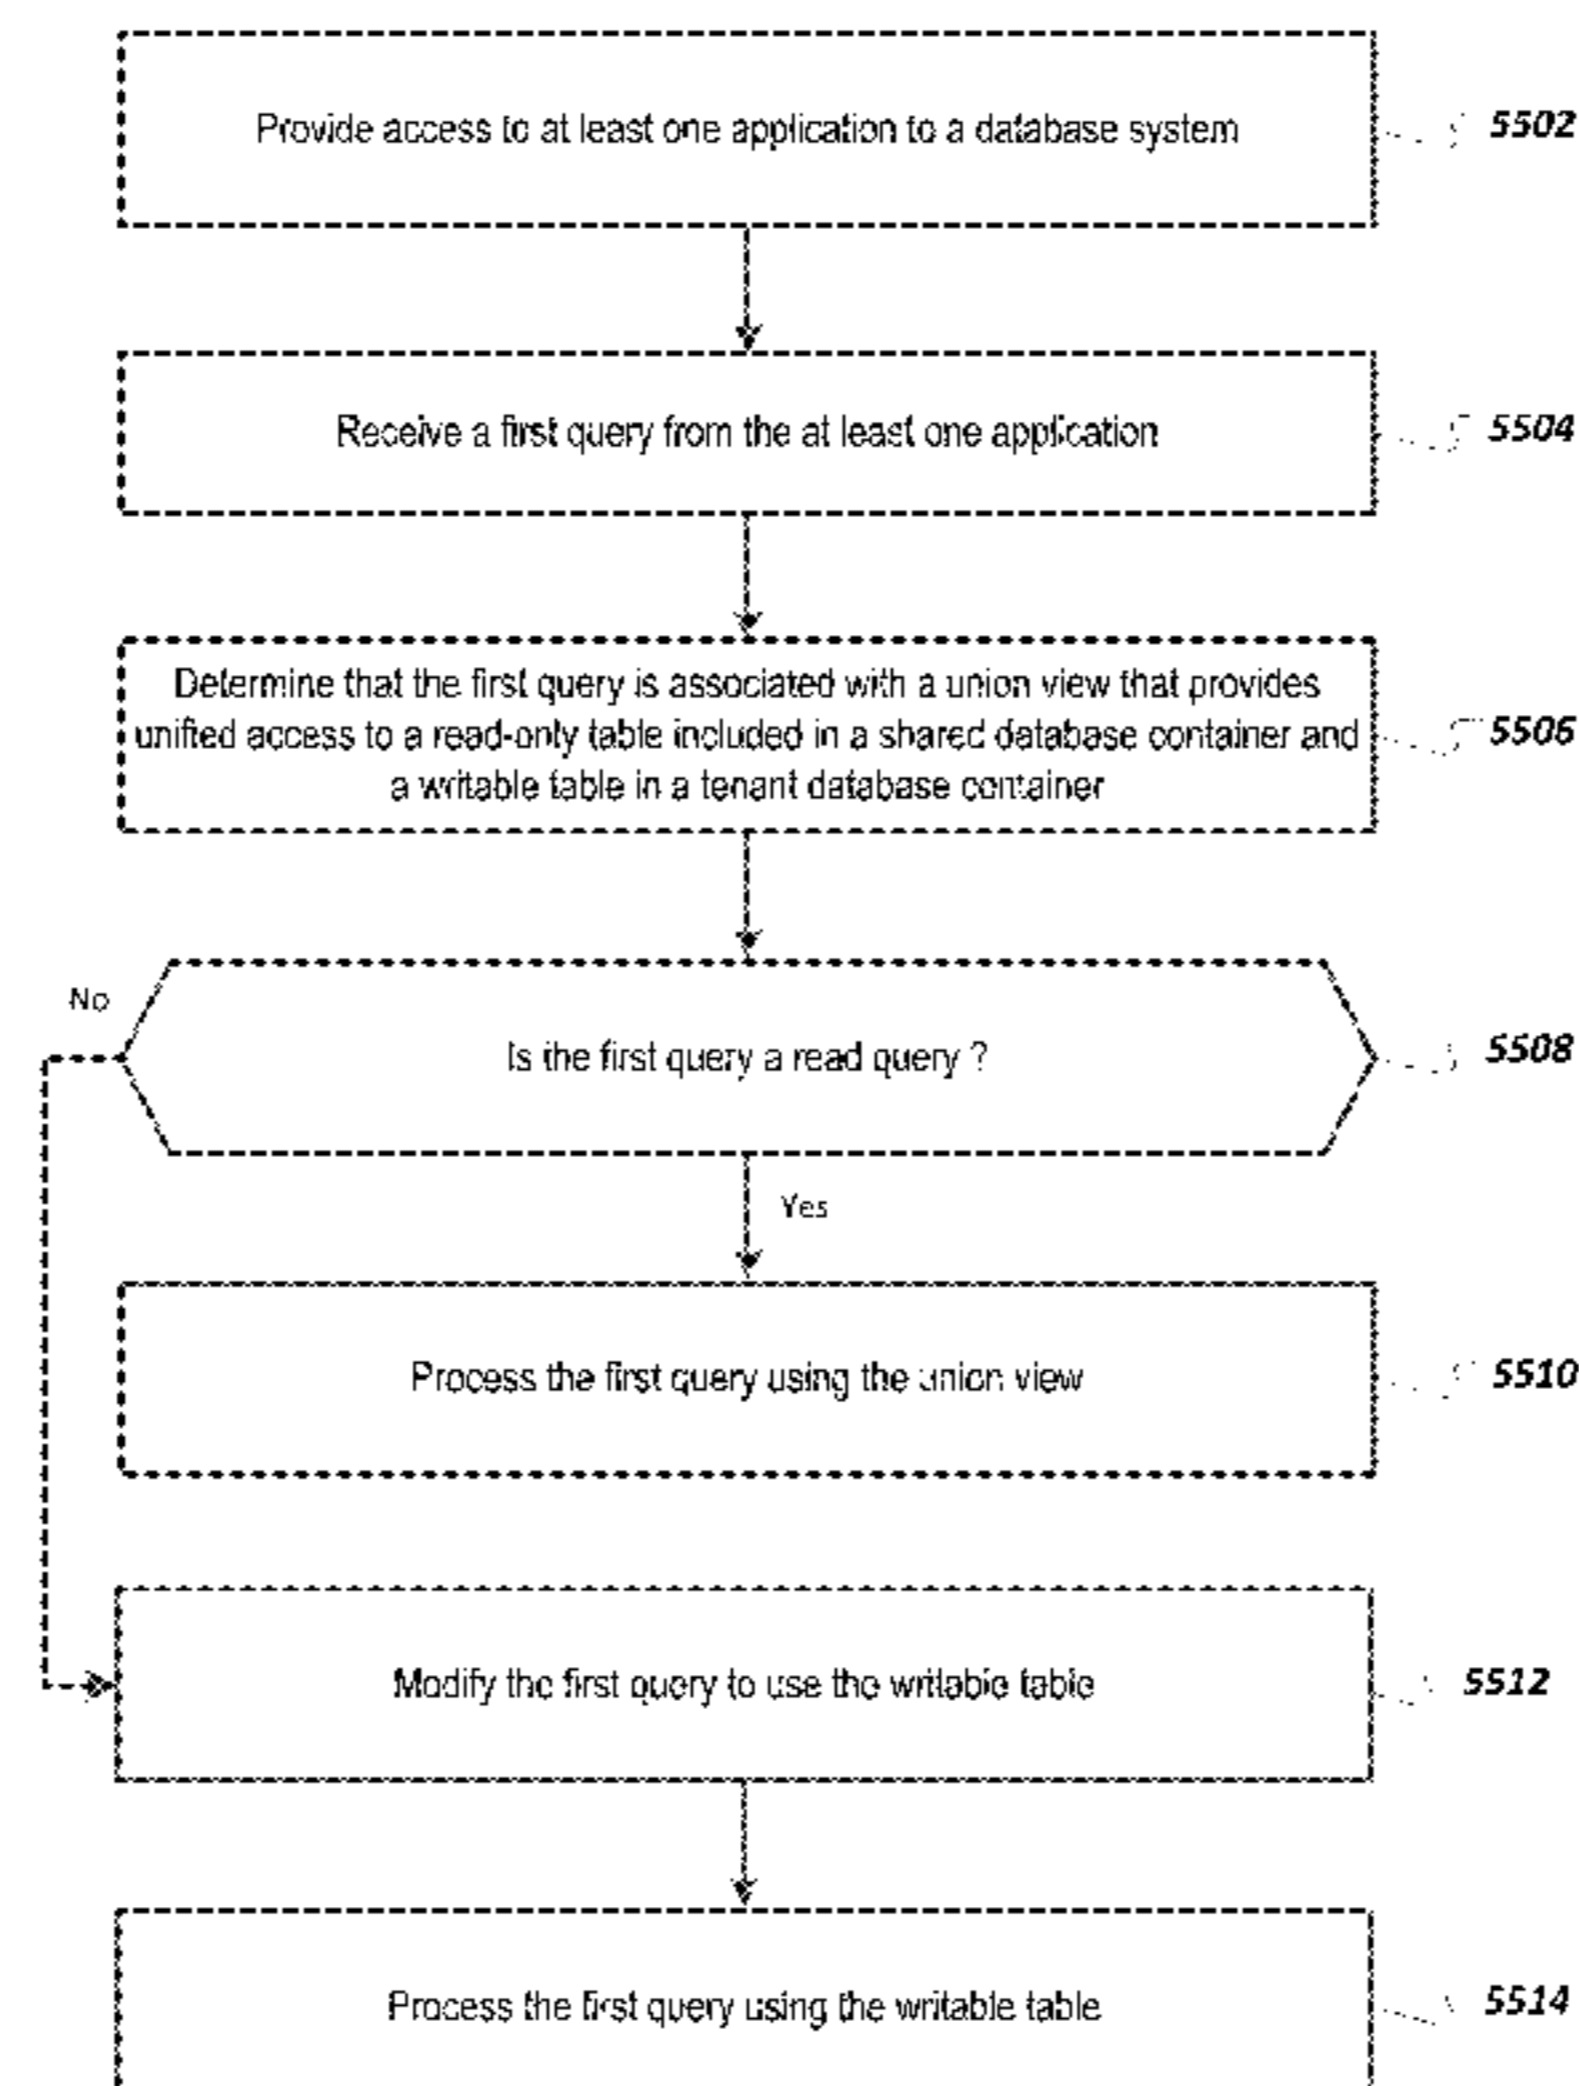 Provide access to at least one application to a database system
5502
Receive a first query from the at least one application
5504
Determine that the first query is associated with a union view that provides
unified access to a read-only table included in a shared database container and
a writable table in a tenant database container
5506
No
Is the first query a read query ?
5508
Yes
Process the first query using the union view
5510
Modify the first query to use the writable table
5512
Process the first query using the writable table
5514